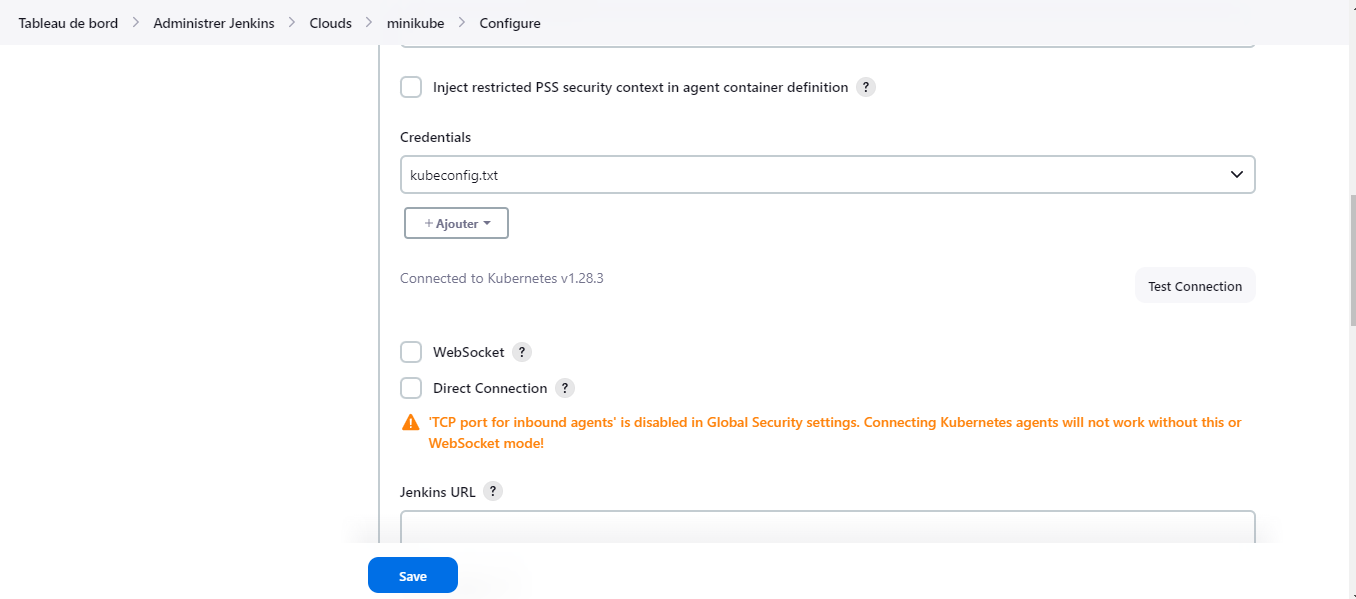 Tableau de bord > Administrer Jenkins > Clouds > minikube > Configure
Inject restricted PSS security context in agent container definition ?
Credentials
kubeconfig.txt
+ Ajouter
Connected to Kubernetes v1.28.3
Test Connection
WebSocket ?
Direct Connection ?
'TCP port for inbound agents' is disabled in Global Security settings. Connecting Kubernetes agents will not work without this or
WebSocket mode!
Jenkins URL ?
Save